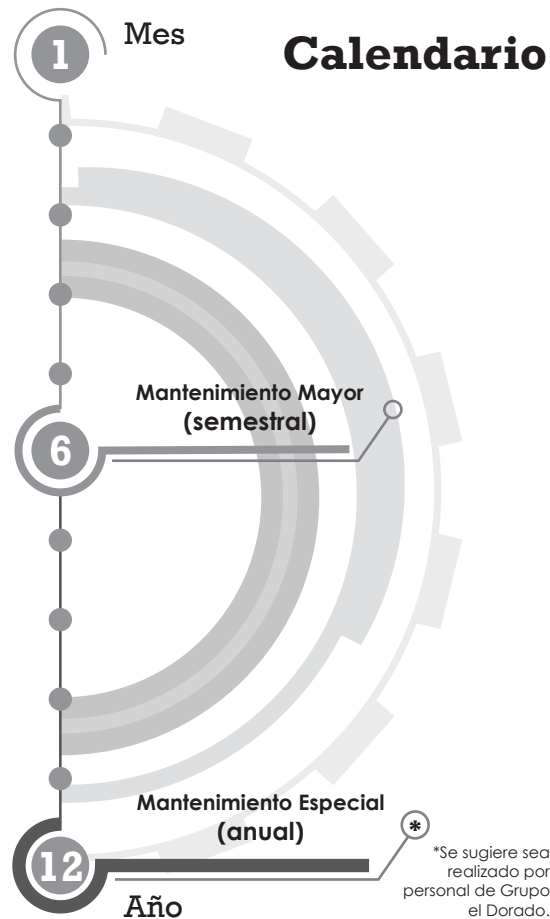 1
Mes
Calendario
Mantenimiento Mayor
(semestral)
6
Mantenimiento Especial
(anual)
*
12
*Se sugiere sea
realizado por
personal de Grupo
el Dorado.
Año